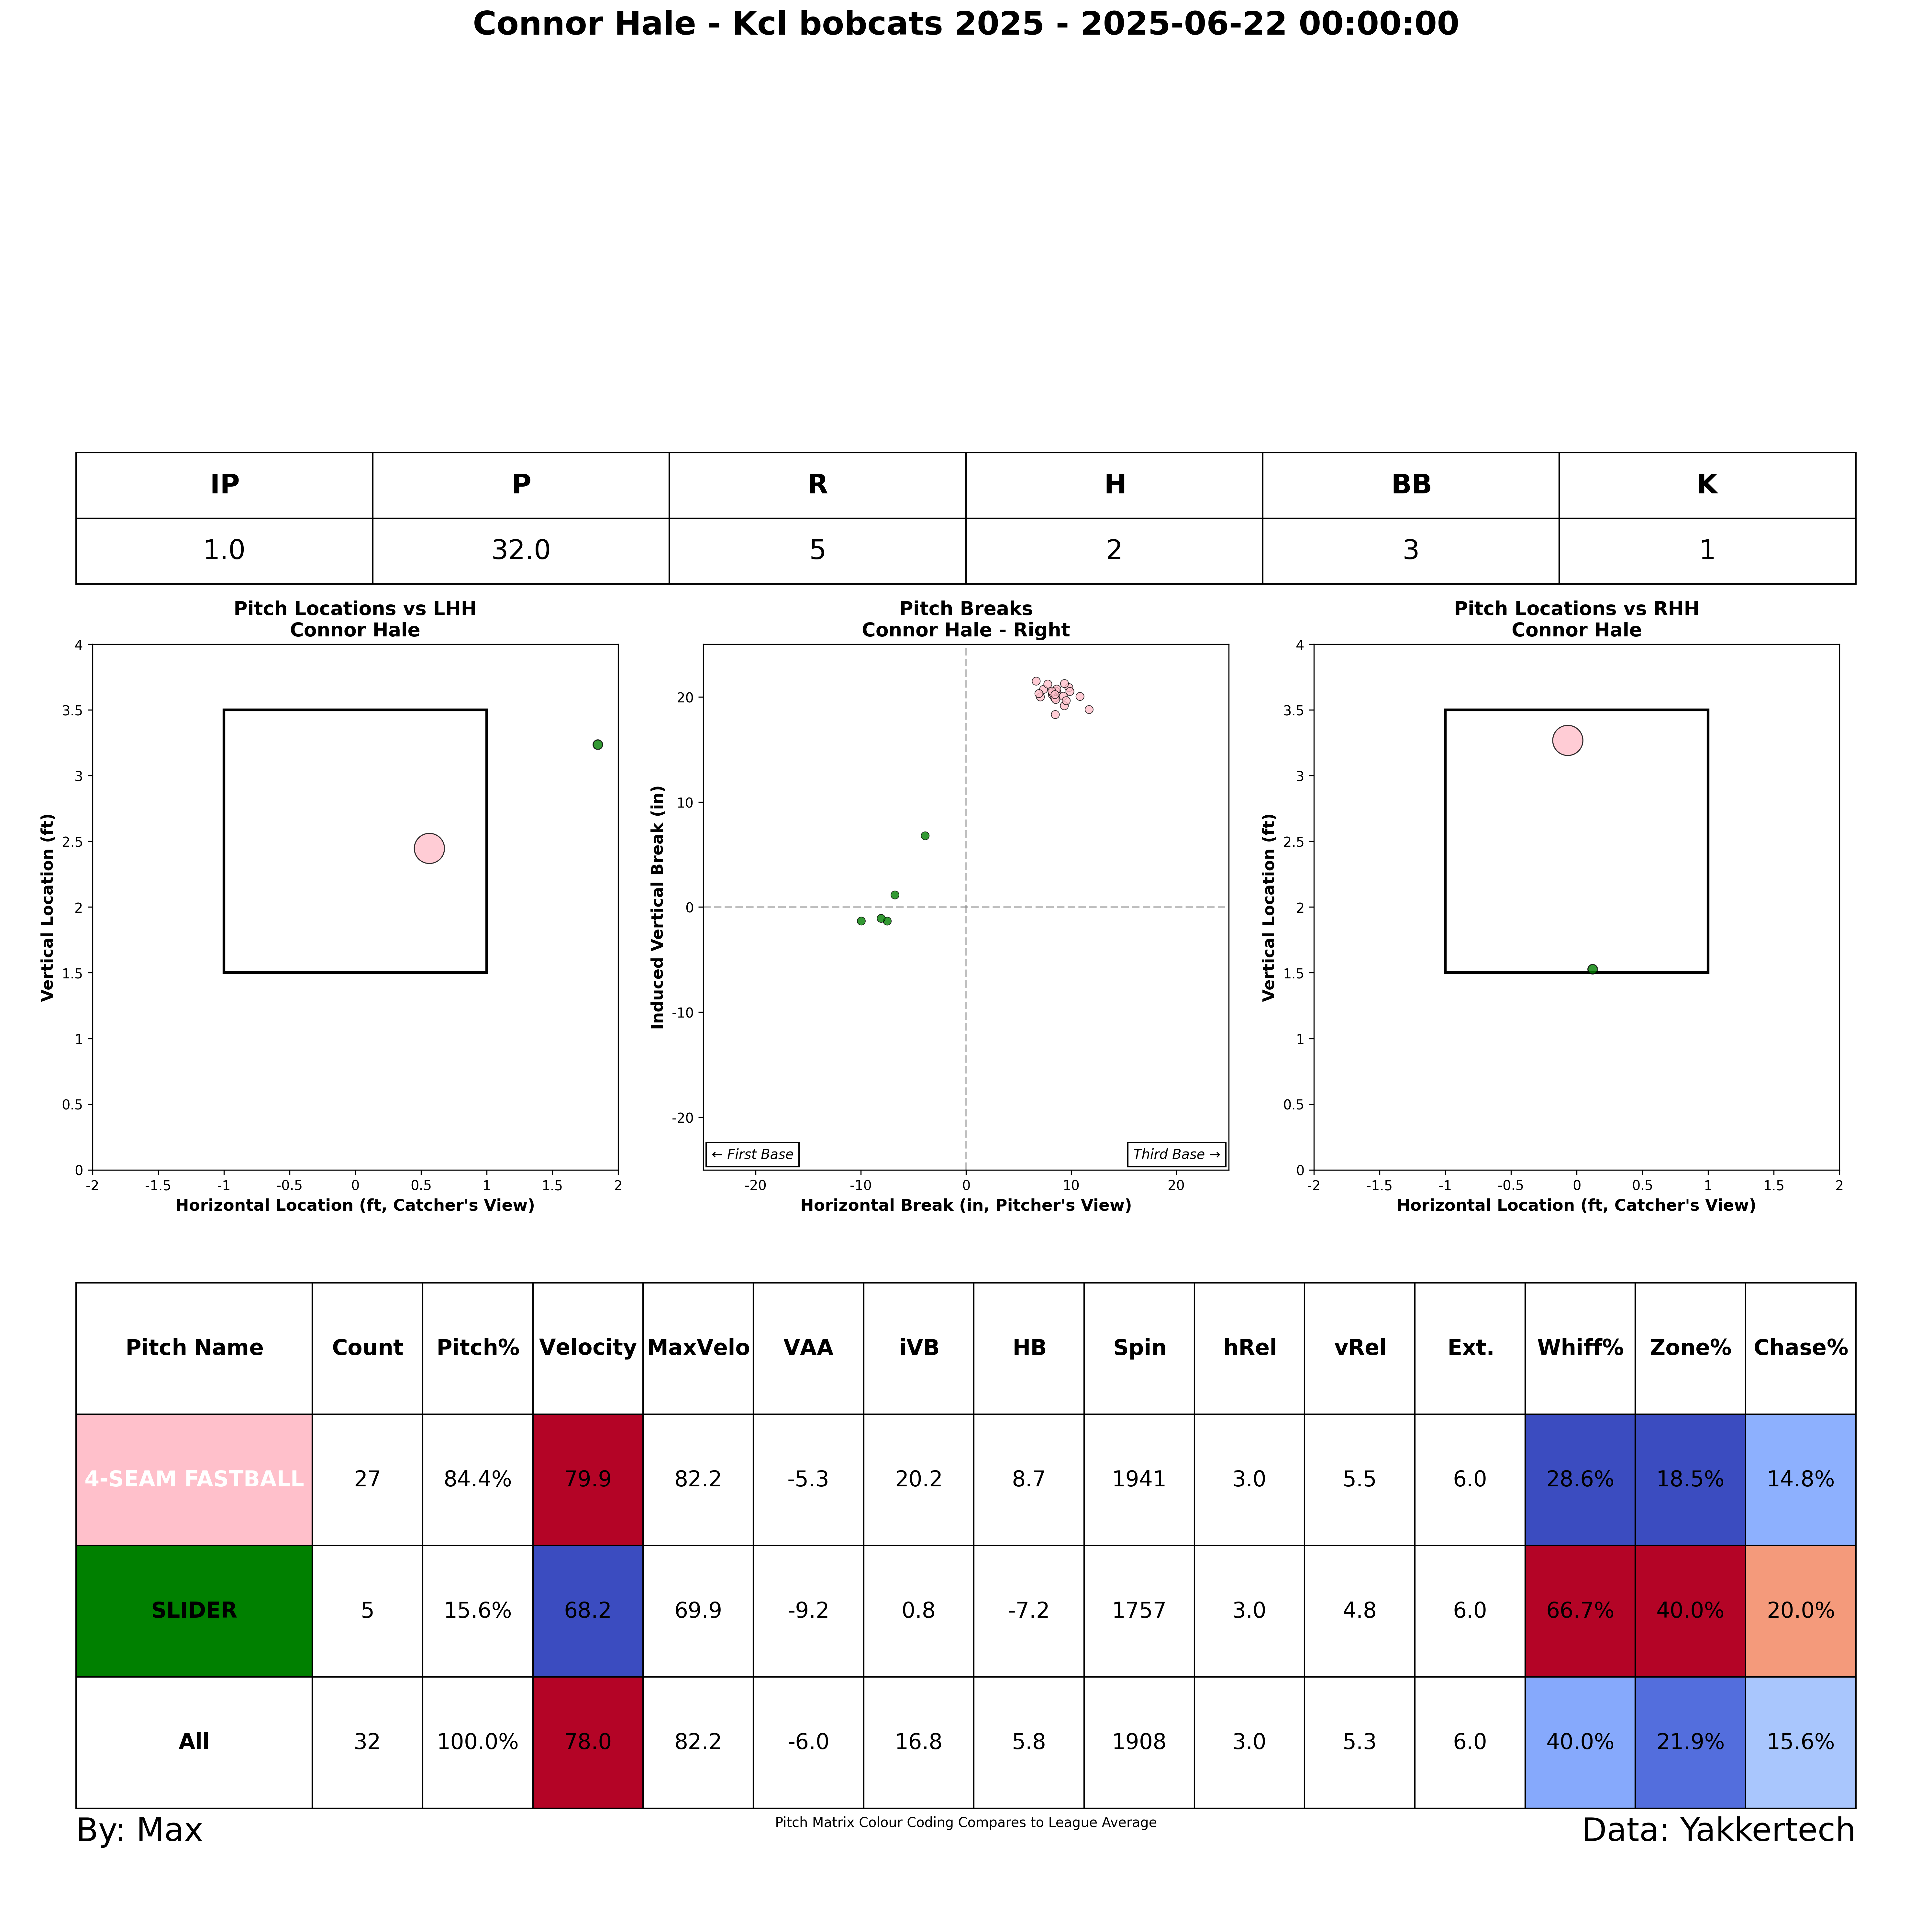 Connor Hale - Kcl bobcats 2025 - 2025-06-22 00:00:00
IP P R H BB K
1.0 32.0 5 2 3 1
Pitch Locations vs LHH
Connor Hale
4
3.5
3
2.5
2
1.5
1
0.5
0
-2 -1.5 -1 -0.5 0 0.5 1 1.5 2
Vertical Location (ft)
Horizontal Location (ft, Catcher's View)
Pitch Breaks
Connor Hale - Right
20
10
0
-10
-20
← First Base Third Base →
-20 -10 0 10 20
Induced Vertical Break (in)
Horizontal Break (in, Pitcher's View)
Pitch Locations vs RHH
Connor Hale
4
3.5
3
2.5
2
1.5
1
0.5
0
-2 -1.5 -1 -0.5 0 0.5 1 1.5 2
Vertical Location (ft)
Horizontal Location (ft, Catcher's View)
Pitch Name Count Pitch% Velocity MaxVelo VAA iVB HB Spin hRel vRel Ext. Whiff% Zone% Chase%
4-SEAM FASTBALL 27 84.4% 79.9 82.2 -5.3 20.2 8.7 1941 3.0 5.5 6.0 28.6% 18.5% 14.8%
SLIDER 5 15.6% 68.2 69.9 -9.2 0.8 -7.2 1757 3.0 4.8 6.0 66.7% 40.0% 20.0%
All 32 100.0% 78.0 82.2 -6.0 16.8 5.8 1908 3.0 5.3 6.0 40.0% 21.9% 15.6%
By: Max
Pitch Matrix Colour Coding Compares to League Average
Data: Yakkertech